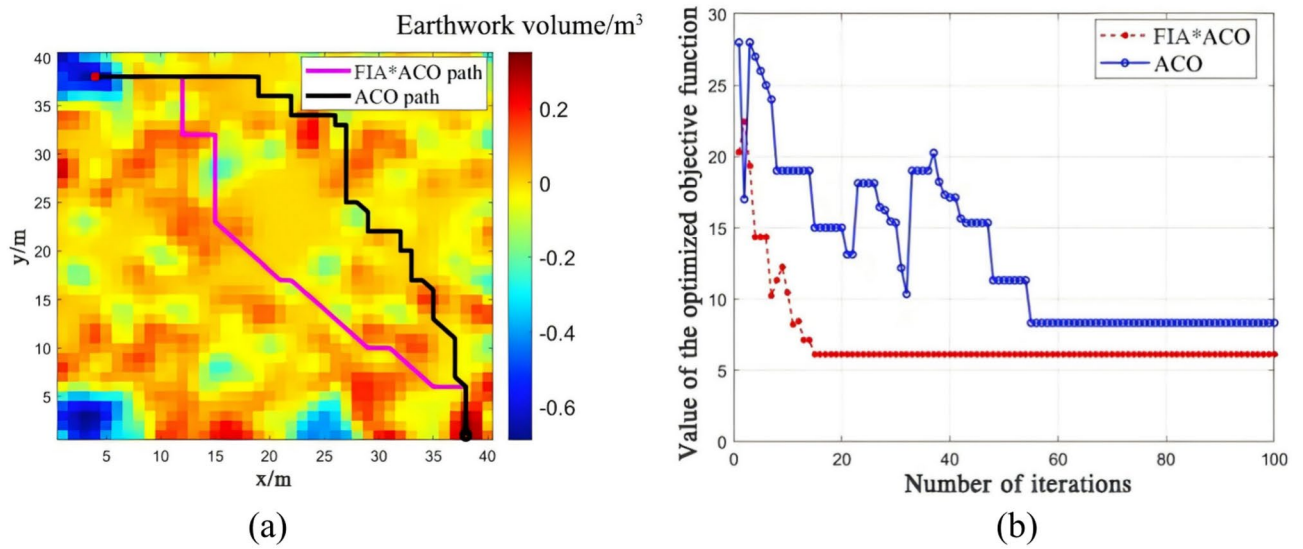 (a)
Earthwork volume/m³
FIA*ACO path
ACO path
40
35
30
25
20
15
10
5
y/m
5
10
15
20
25
30
35
40
x/m
0.2
0
-0.2
-0.4
-0.6
(a)
Value of the optimized objective function
30
25
20
15
10
5
0
FIA*ACO
ACO
0
20
40
60
80
100
Number of iterations
(b)